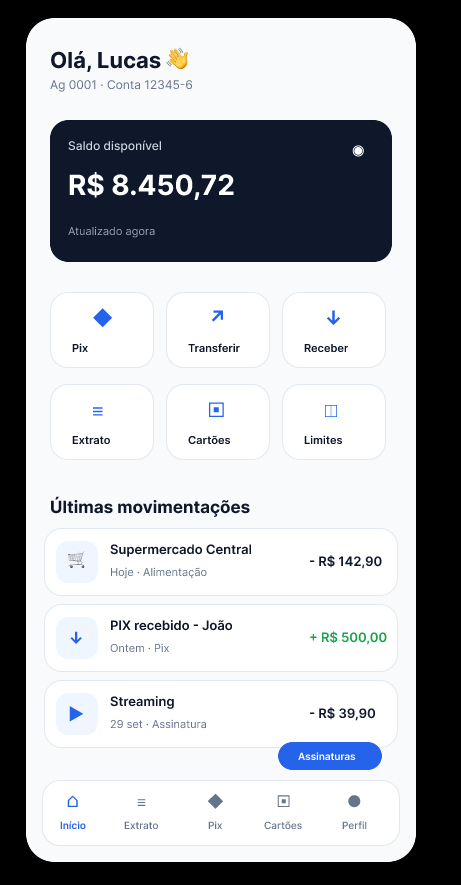 Olá, Lucas 👋
Ag 0001 · Conta 12345-6
Saldo disponível
R$ 8.450,72
Atualizado agora
Pix
Transferir
Receber
Extrato
Cartões
Limites
Últimas movimentações
Supermercado Central
- R$ 142,90
Hoje · Alimentação
PIX recebido - João
+ R$ 500,00
Ontem · Pix
Streaming
- R$ 39,90
29 set · Assinatura
Assinaturas
Início
Extrato
Pix
Cartões
Perfil